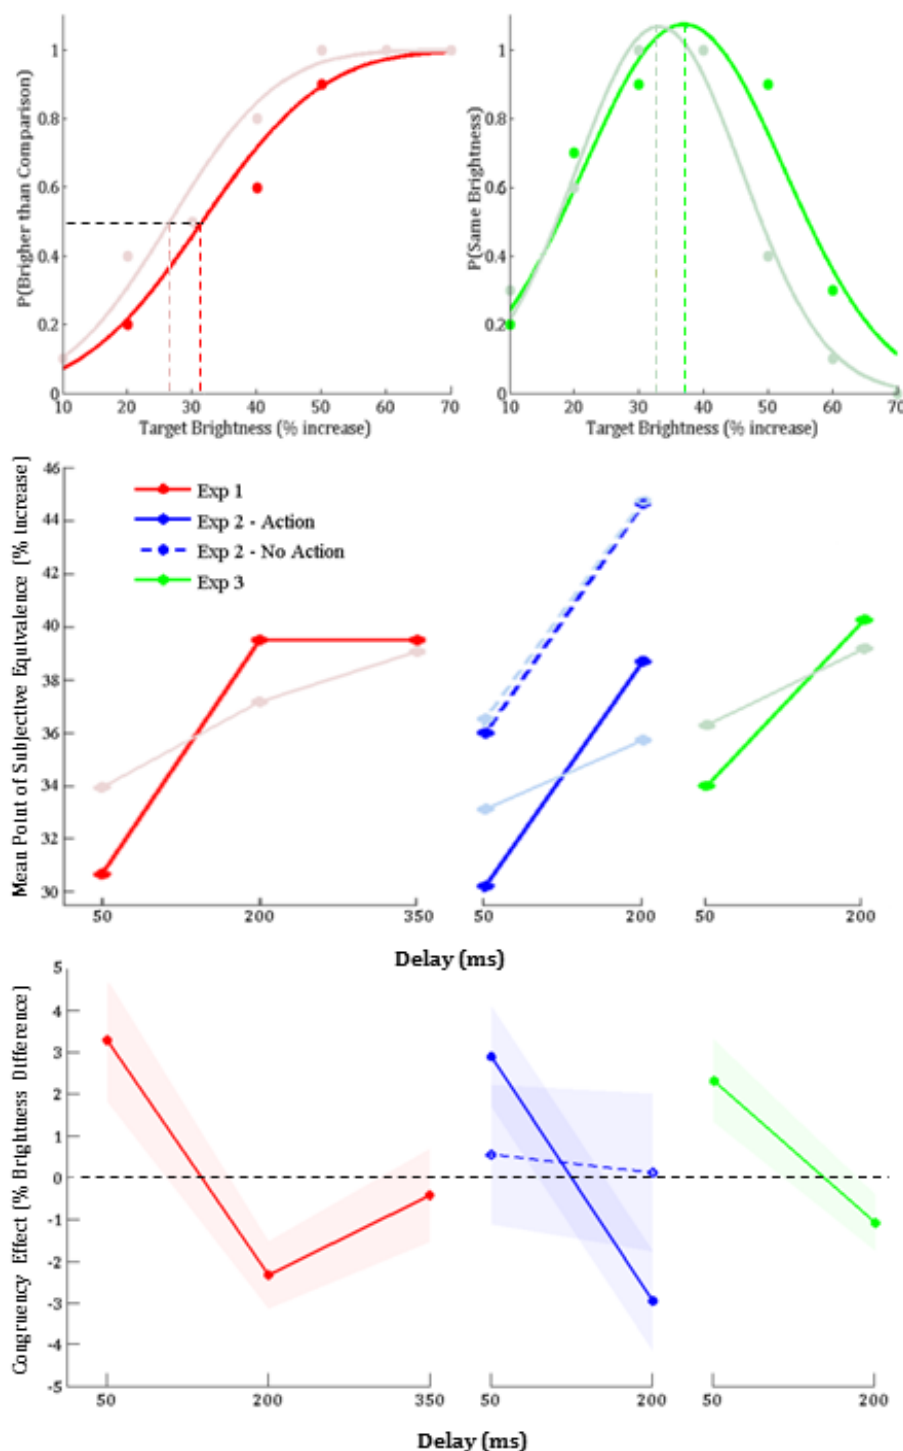 P(Brigher than Comparison)
1
0.8
0.6
0.4
0.2
0
10 20 30 40 50 60 70
Target Brightness (% increase)
P(Same Brightness)
1
0.8
0.6
0.4
0.2
0
10 20 30 40 50 60 70
Target Brightness (% increase)
Mean Point of Subjective Equivalence (% Increase)
46
44
42
40
38
36
34
32
30
Exp 1
Exp 2 - Action
Exp 2 - No Action
Exp 3
50 200 350 50 200 50 200
Delay (ms)
Congruency Effect (% Brightness Difference)
5
4
3
2
1
0
-1
-2
-3
-4
-5
50 200 350 50 200 50 200
Delay (ms)